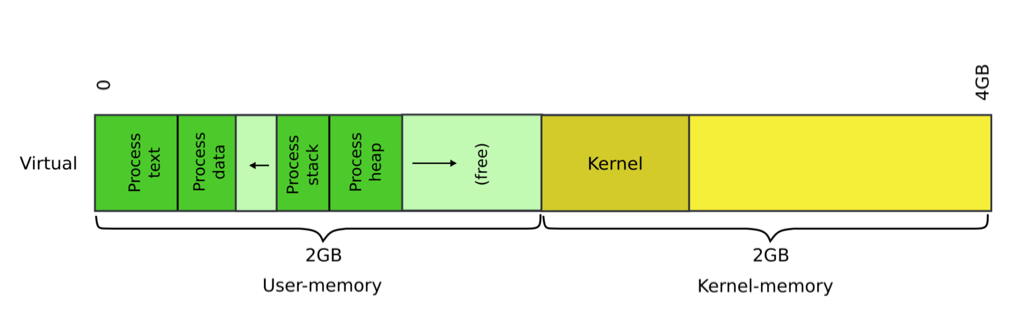 0
4GB
Virtual
Process
text
Process
data
Process
stack
Process
heap
(free)
Kernel
2GB
User-memory
2GB
Kernel-memory